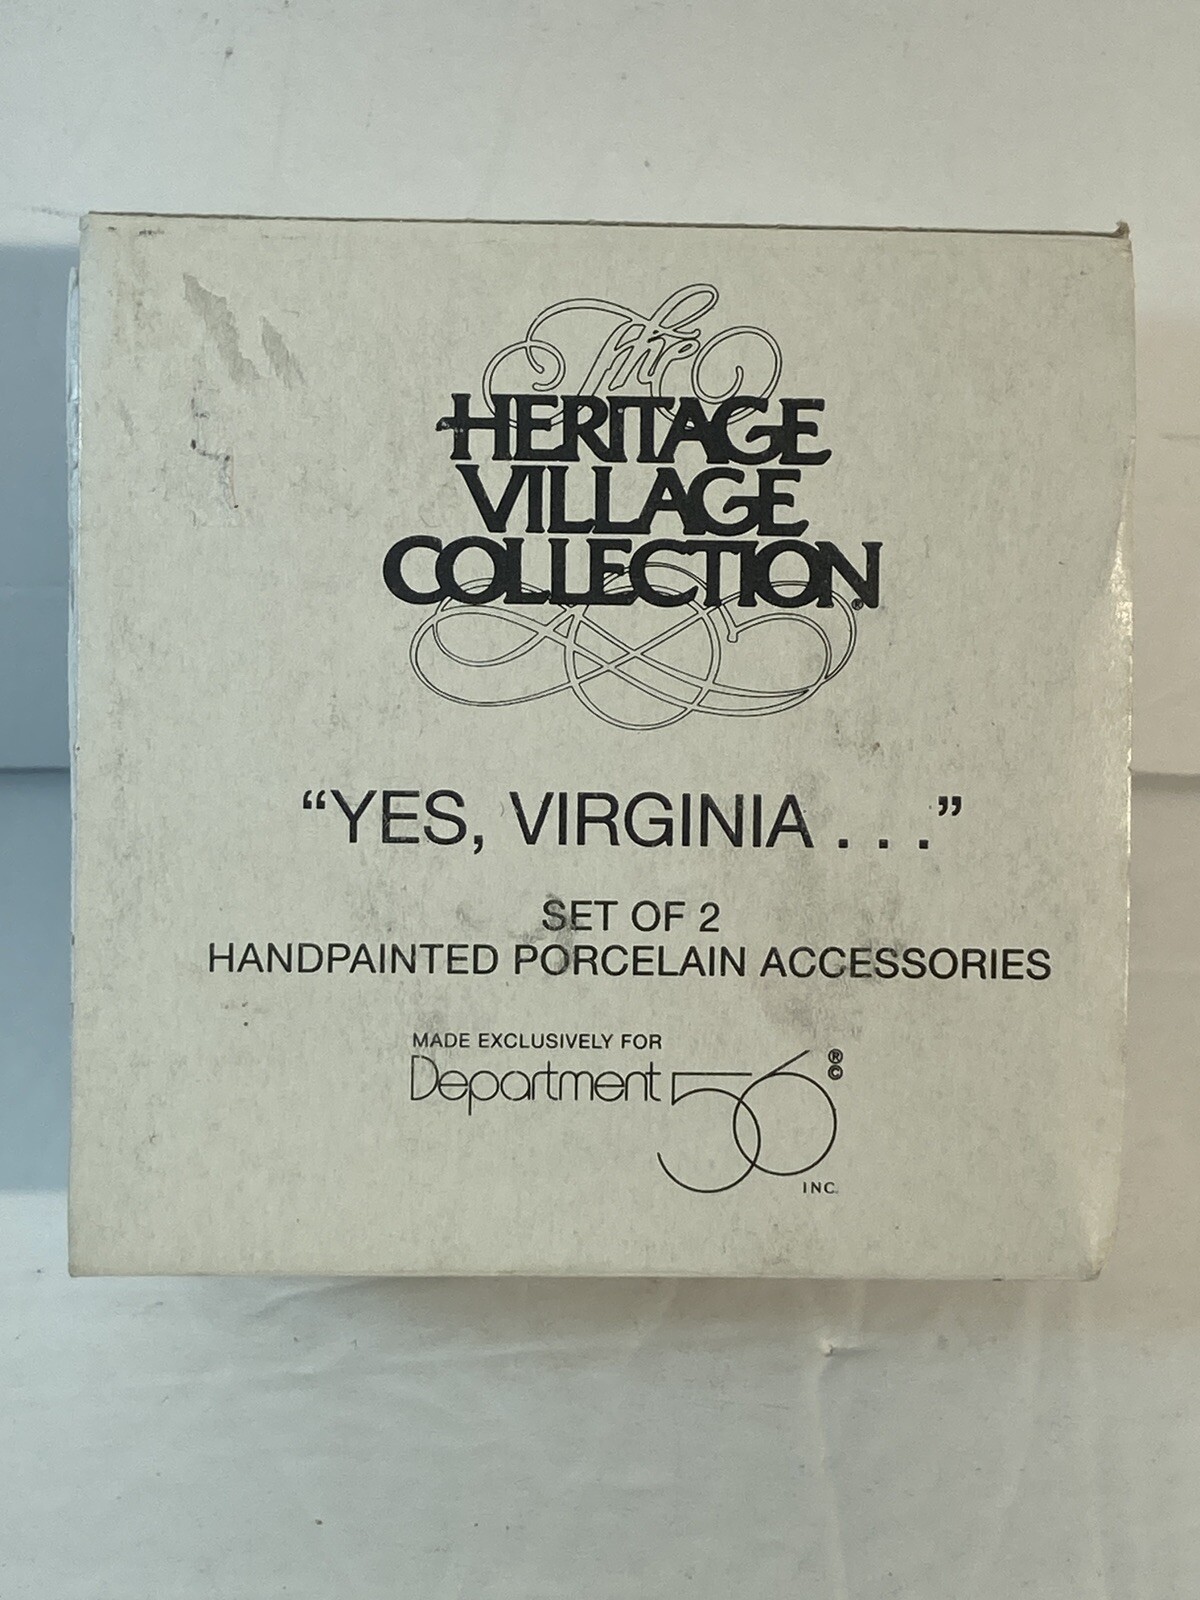 The
HERITAGE
VILLAGE
COLLECTION®
“YES, VIRGINIA . . .”
SET OF 2
HANDPAINTED PORCELAIN ACCESSORIES
MADE EXCLUSIVELY FOR
Department 56 ® ©
INC.